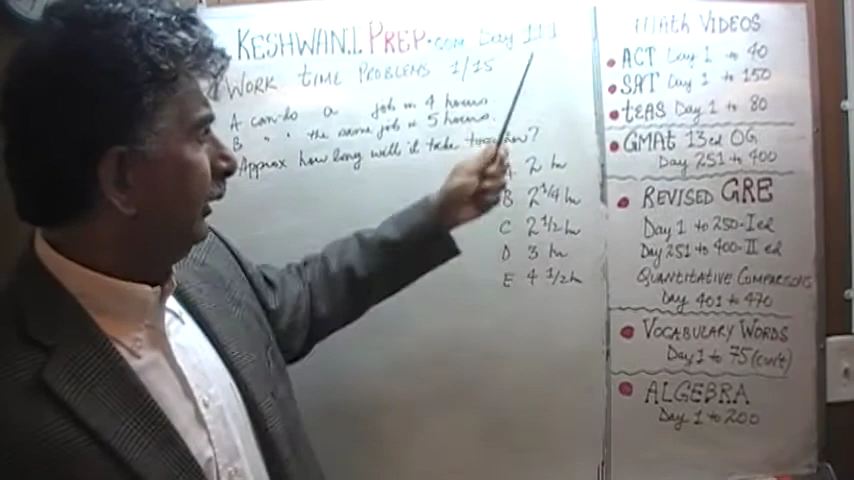 KESHWANI PREP.com Day 111
WORK TIME PROBLEMS 1/15
A can do a job in 4 hours.
B " " the same job in 5 hours.
Approx how long will it take together?
A 2 hr
B 2 1/4 hr
C 2 1/2 hr
D 3 hr
E 4 1/2 h
MATH VIDEOS
ACT Day 1 to 40
SAT Day 1 to 150
TEAS Day 1 to 80
GMAT 13 ed OG
Day 251 to 400
REVISED GRE
Day 1 to 250-I ed
Day 251 to 400-II ed
QUANTITATIVE COMPARISONS
Day 401 to 470
VOCABULARY WORDS
Day 1 to 75 (con't)
ALGEBRA
Day 1 to 200